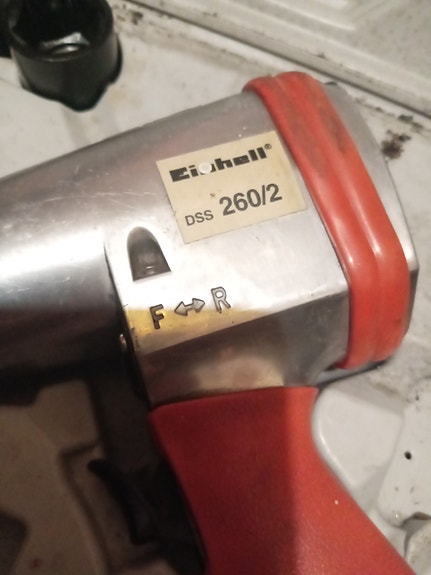 Einhell®
DSS 260/2
F ↔ R